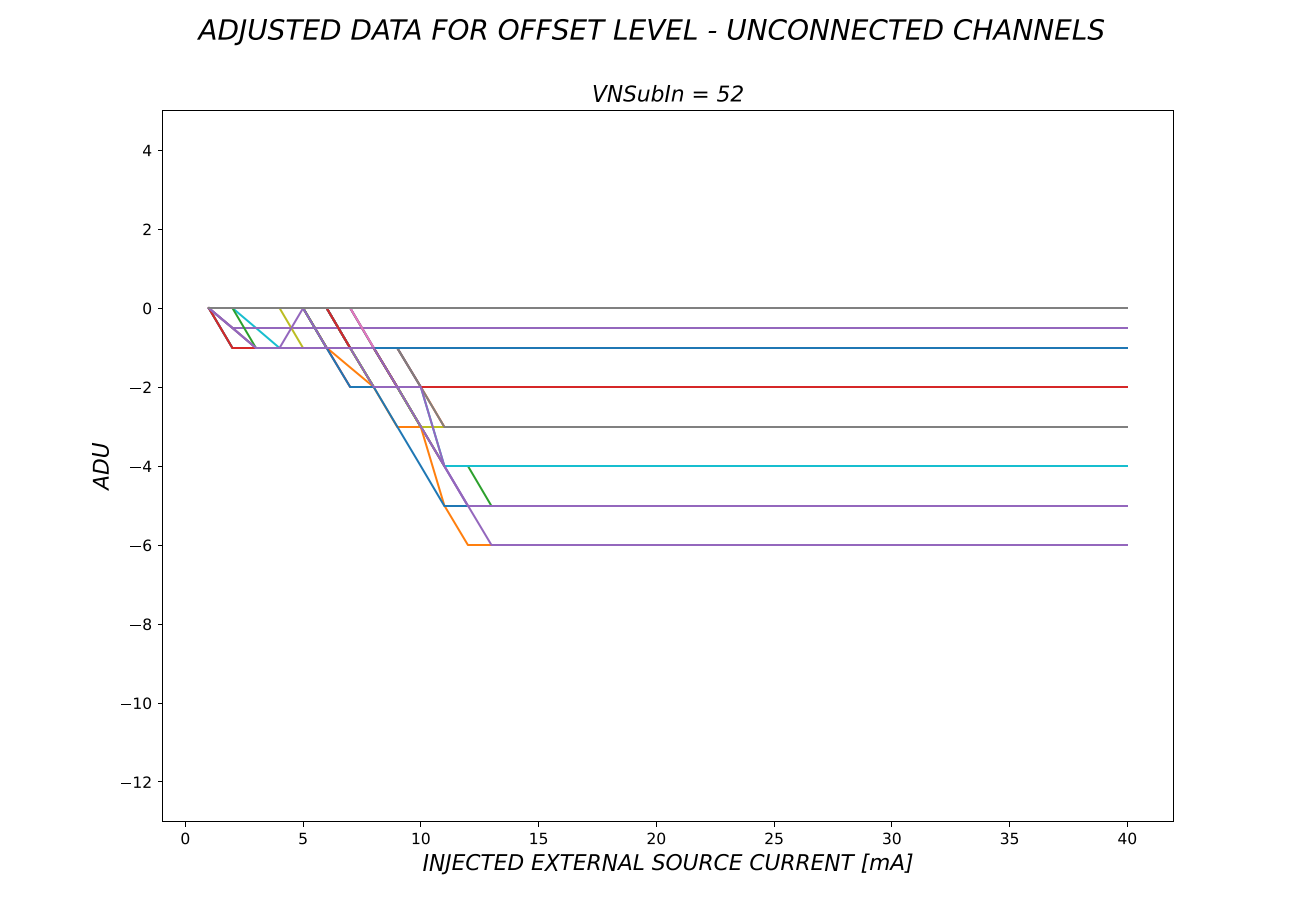 ADJUSTED DATA FOR OFFSET LEVEL - UNCONNECTED CHANNELS
VNSubIn = 52
4
2
0
−2
−4
−6
−8
−10
−12
ADU
0 5 10 15 20 25 30 35 40
INJECTED EXTERNAL SOURCE CURRENT [mA]